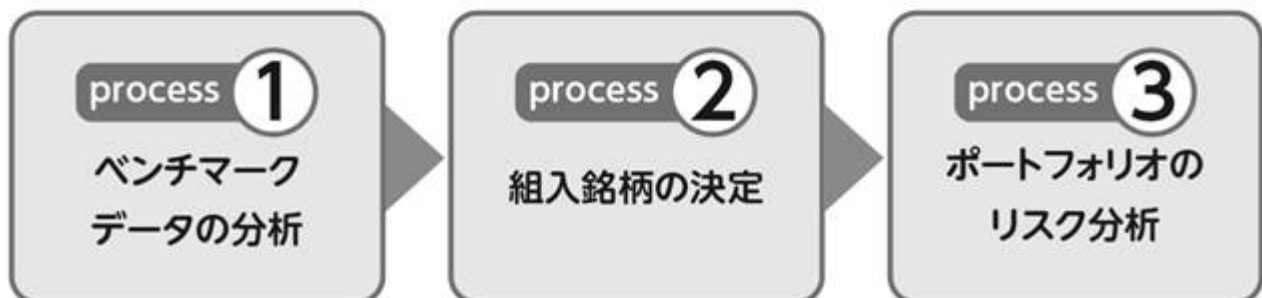 process 1
ベンチマーク
データの分析
process 2
組入銘柄の決定
process 3
ポートフォリオの
リスク分析